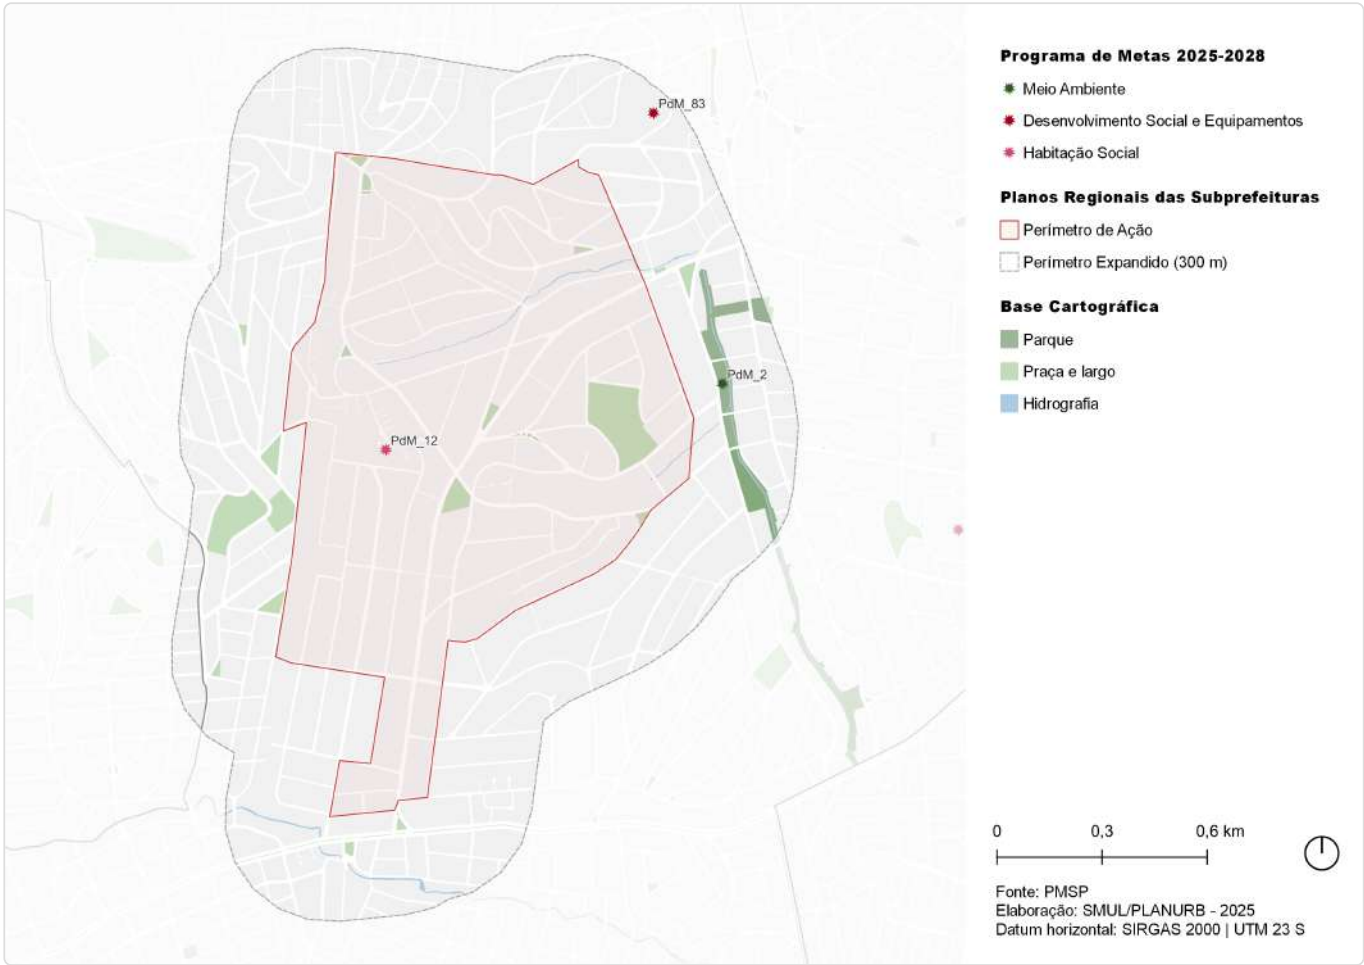 PdM_83
PdM_2
PdM_12
Programa de Metas 2025-2028
Meio Ambiente
Desenvolvimento Social e Equipamentos
Habitação Social
Planos Regionais das Subprefeituras
Perímetro de Ação
Perímetro Expandido (300 m)
Base Cartográfica
Parque
Praça e largo
Hidrografia
0 0,3 0,6 km
Fonte: PMSP
Elaboração: SMUL/PLANURB - 2025
Datum horizontal: SIRGAS 2000 | UTM 23 S